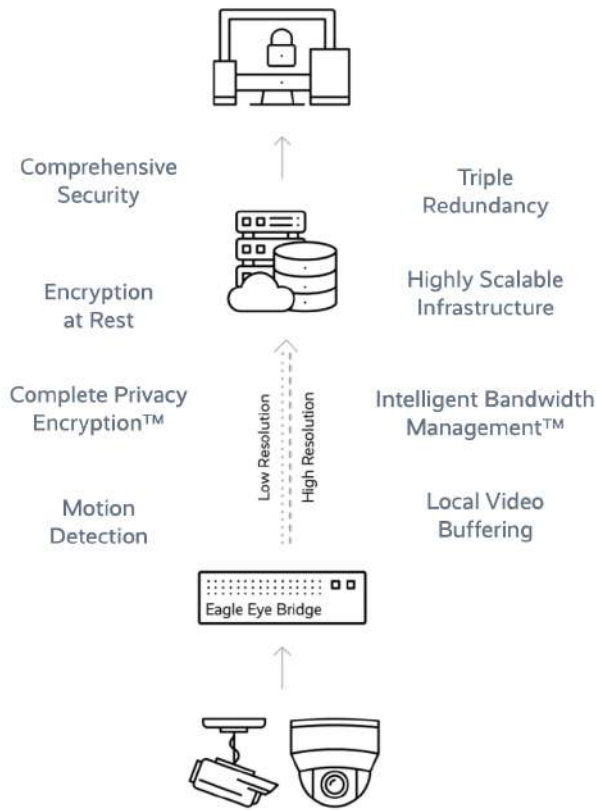 Comprehensive
Security
Triple
Redundancy
Encryption
at Rest
Highly Scalable
Infrastructure
Complete Privacy
Encryption™
Low Resolution
High Resolution
Intelligent Bandwidth
Management™
Motion
Detection
Local Video
Buffering
Eagle Eye Bridge